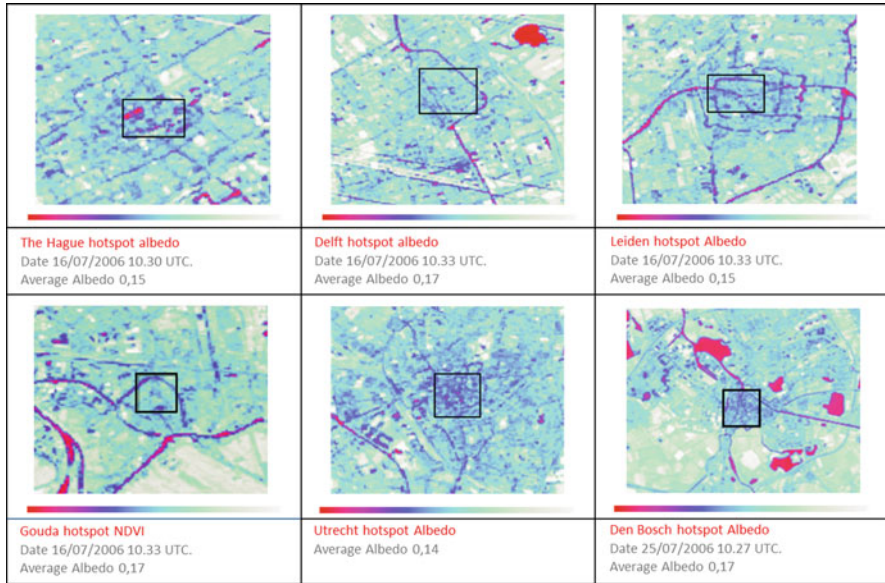 The Hague hotspot albedo
Date 16/07/2006 10.30 UTC.
Average Albedo 0,15
Delft hotspot albedo
Date 16/07/2006 10.33 UTC.
Average Albedo 0,17
Leiden hotspot Albedo
Date 16/07/2006 10.33 UTC.
Average Albedo 0,15
Gouda hotspot NDVI
Date 16/07/2006 10.33 UTC.
Average Albedo 0,17
Utrecht hotspot Albedo
Average Albedo 0,14
Den Bosch hotspot Albedo
Date 25/07/2006 10.27 UTC.
Average Albedo 0,17